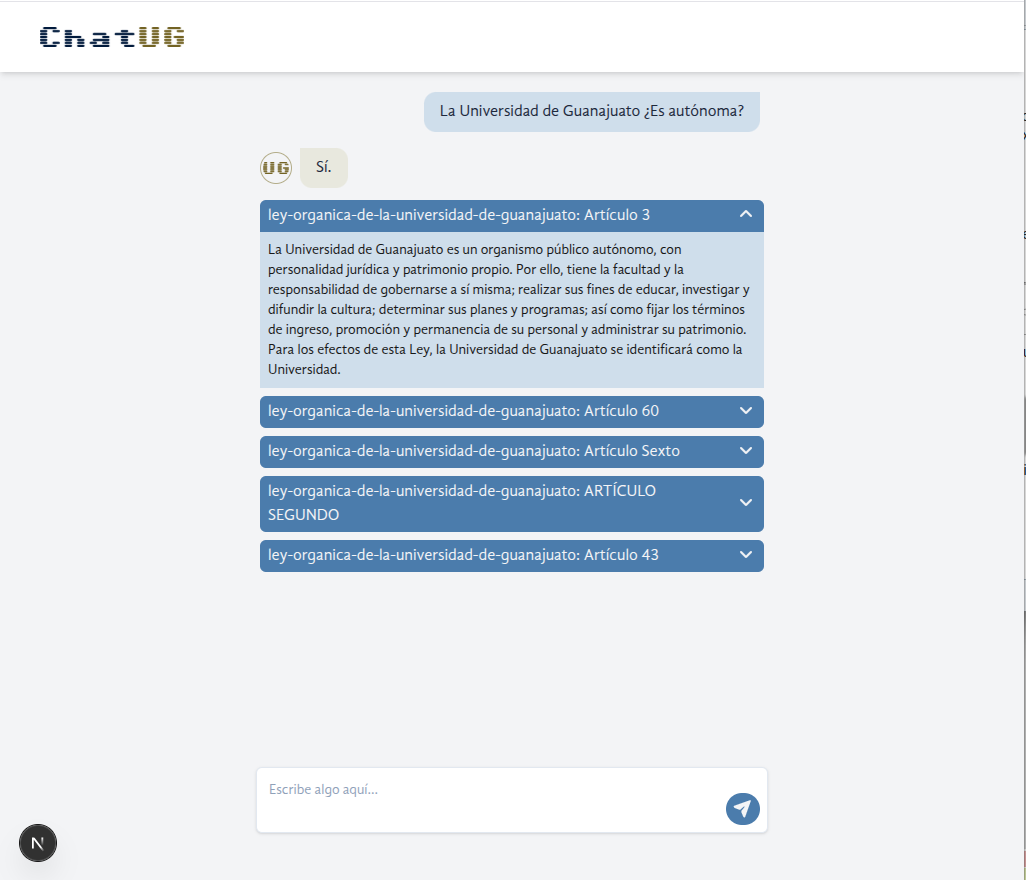 ChatUG
La Universidad de Guanajuato ¿Es autónoma?
UG
Sí.
ley-organica-de-la-universidad-de-guanajuato: Artículo 3
La Universidad de Guanajuato es un organismo público autónomo, con
personalidad jurídica y patrimonio propio. Por ello, tiene la facultad y la
responsabilidad de gobernarse a sí misma; realizar sus fines de educar, investigar y
difundir la cultura; determinar sus planes y programas; así como fijar los términos
de ingreso, promoción y permanencia de su personal y administrar su patrimonio.
Para los efectos de esta Ley, la Universidad de Guanajuato se identificará como la
Universidad.
ley-organica-de-la-universidad-de-guanajuato: Artículo 60
ley-organica-de-la-universidad-de-guanajuato: Artículo Sexto
ley-organica-de-la-universidad-de-guanajuato: ARTÍCULO
SEGUNDO
ley-organica-de-la-universidad-de-guanajuato: Artículo 43
Escribe algo aquí...
N